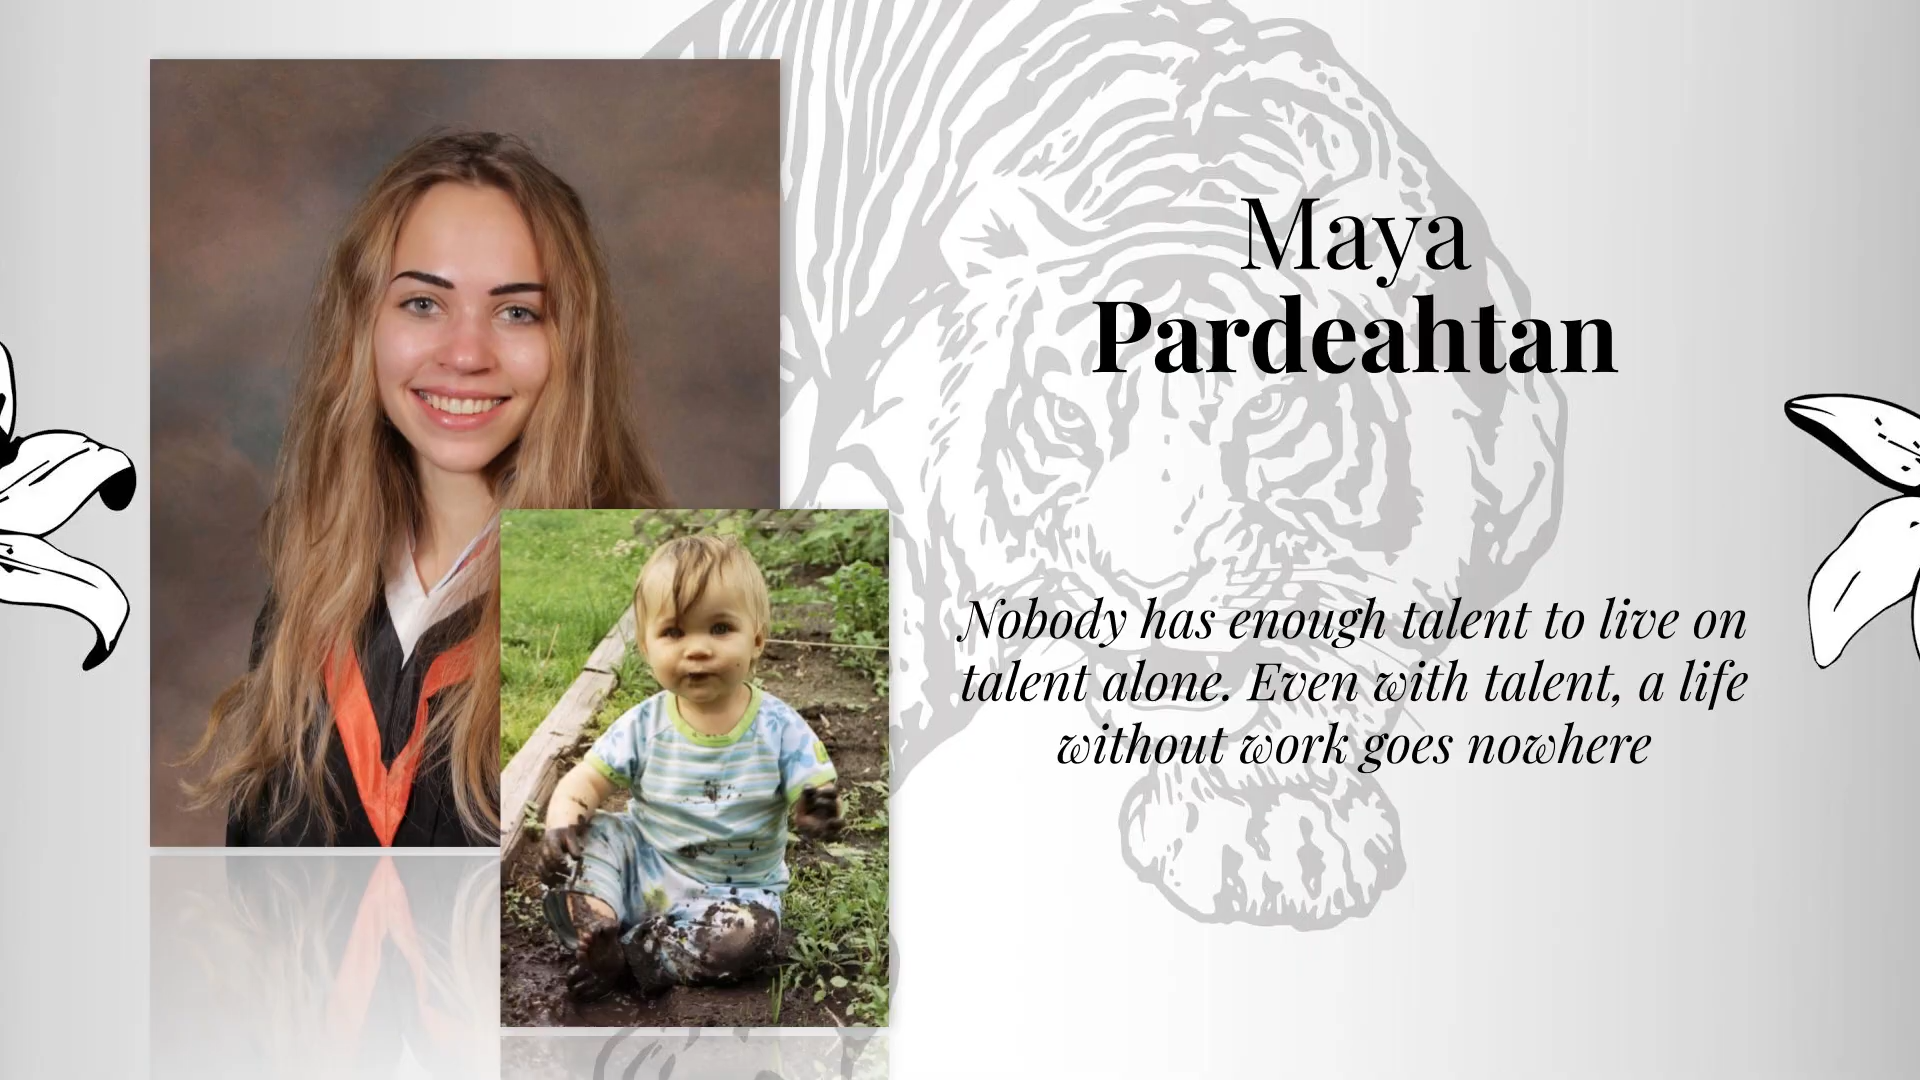 Maya
Pardeahtan
Nobody has enough talent to live on
talent alone. Even with talent, a life
without work goes nowhere